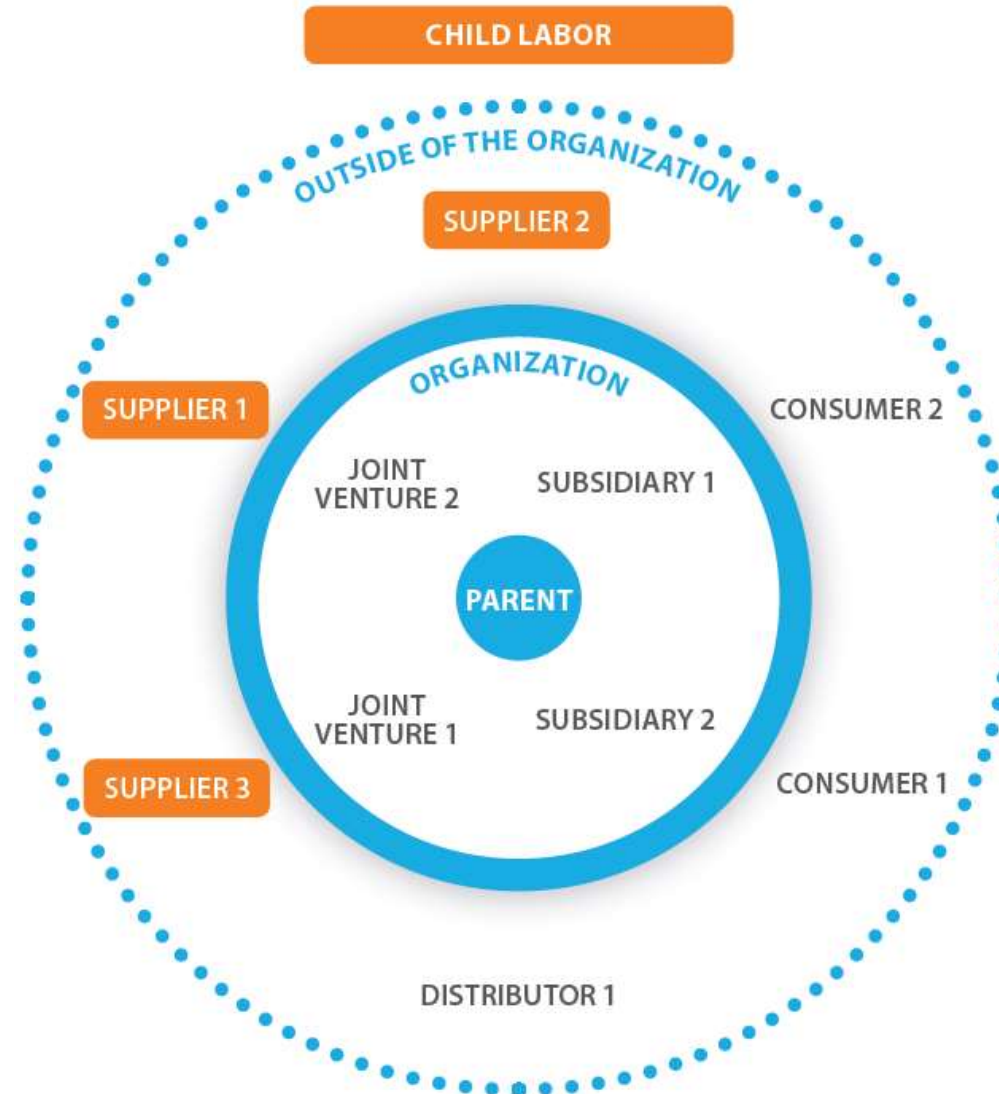 CHILD LABOR
OUTSIDE OF THE ORGANIZATION
SUPPLIER 2
ORGANIZATION
SUPPLIER 1
CONSUMER 2
JOINT
VENTURE 2
SUBSIDIARY 1
PARENT
JOINT
VENTURE 1
SUBSIDIARY 2
SUPPLIER 3
CONSUMER 1
DISTRIBUTOR 1